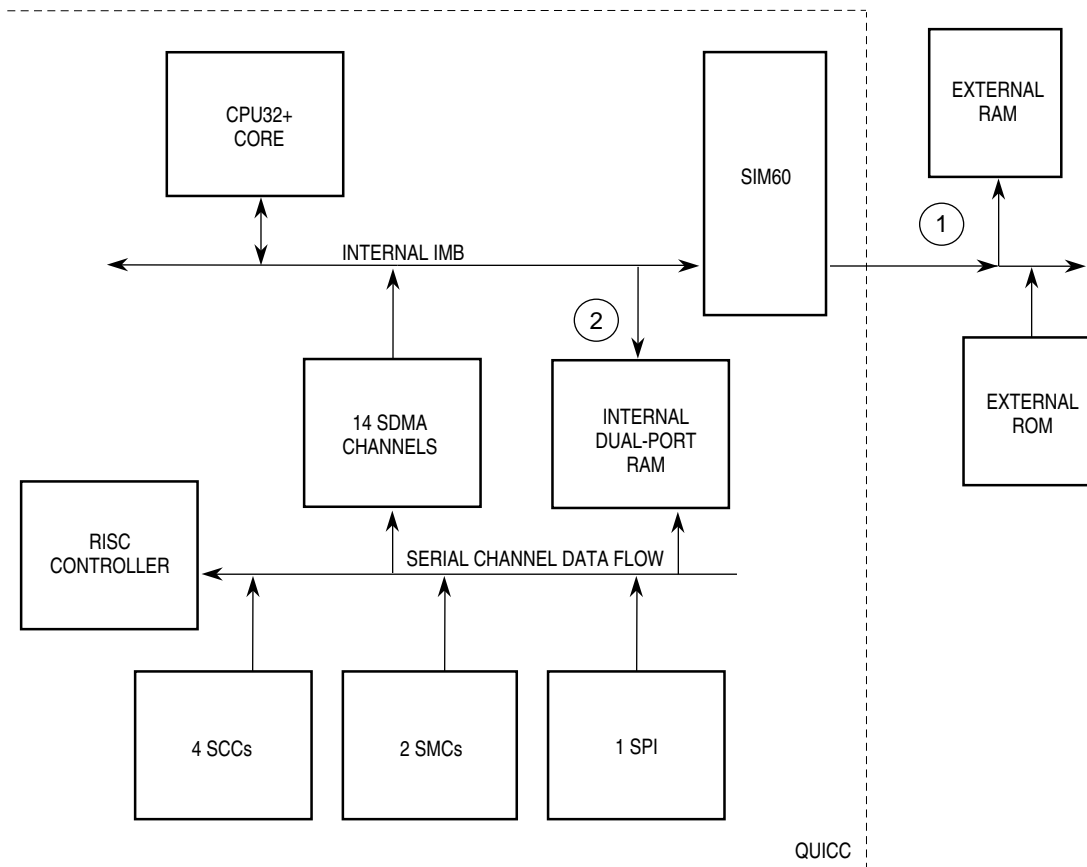 CPU32+
CORE
SIM60
EXTERNAL
RAM
1
INTERNAL IMB
2
14 SDMA
CHANNELS
INTERNAL
DUAL-PORT
RAM
EXTERNAL
ROM
RISC
CONTROLLER
SERIAL CHANNEL DATA FLOW
4 SCCs
2 SMCs
1 SPI
QUICC